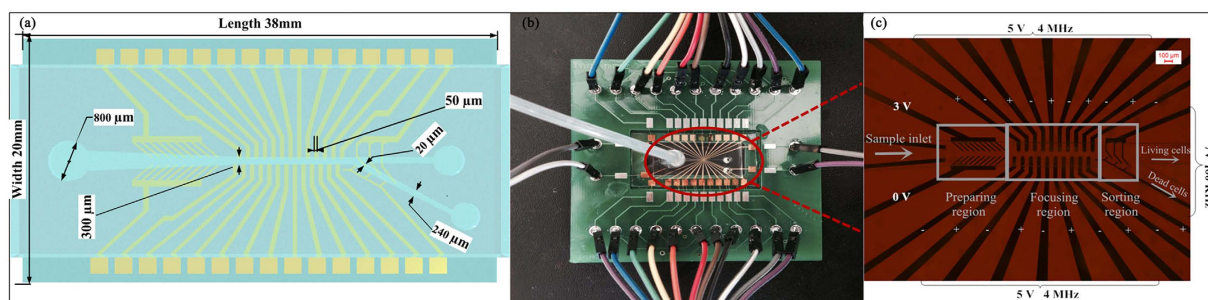 (a)
Length 38mm
Width 20mm
800 μm
50 μm
20 μm
300 μm
240 μm
(b)
(c)
5 V 4 MHz
100 μm
3 V
+ - + - + - + - + -
Sample inlet
Living cells
Dead cells
0 V
Preparing
region
Focusing
region
Sorting
region
5 V 4 MHz